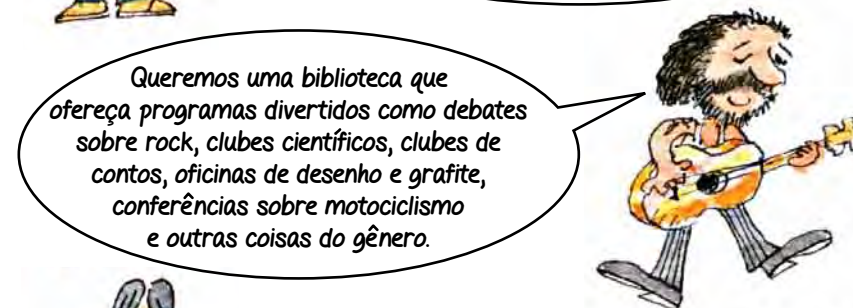 Queremos uma biblioteca que
ofereça programas divertidos como debates
sobre rock, clubes científicos, clubes de
contos, oficinas de desenho e grafite,
conferências sobre motociclismo
e outras coisas do gênero.